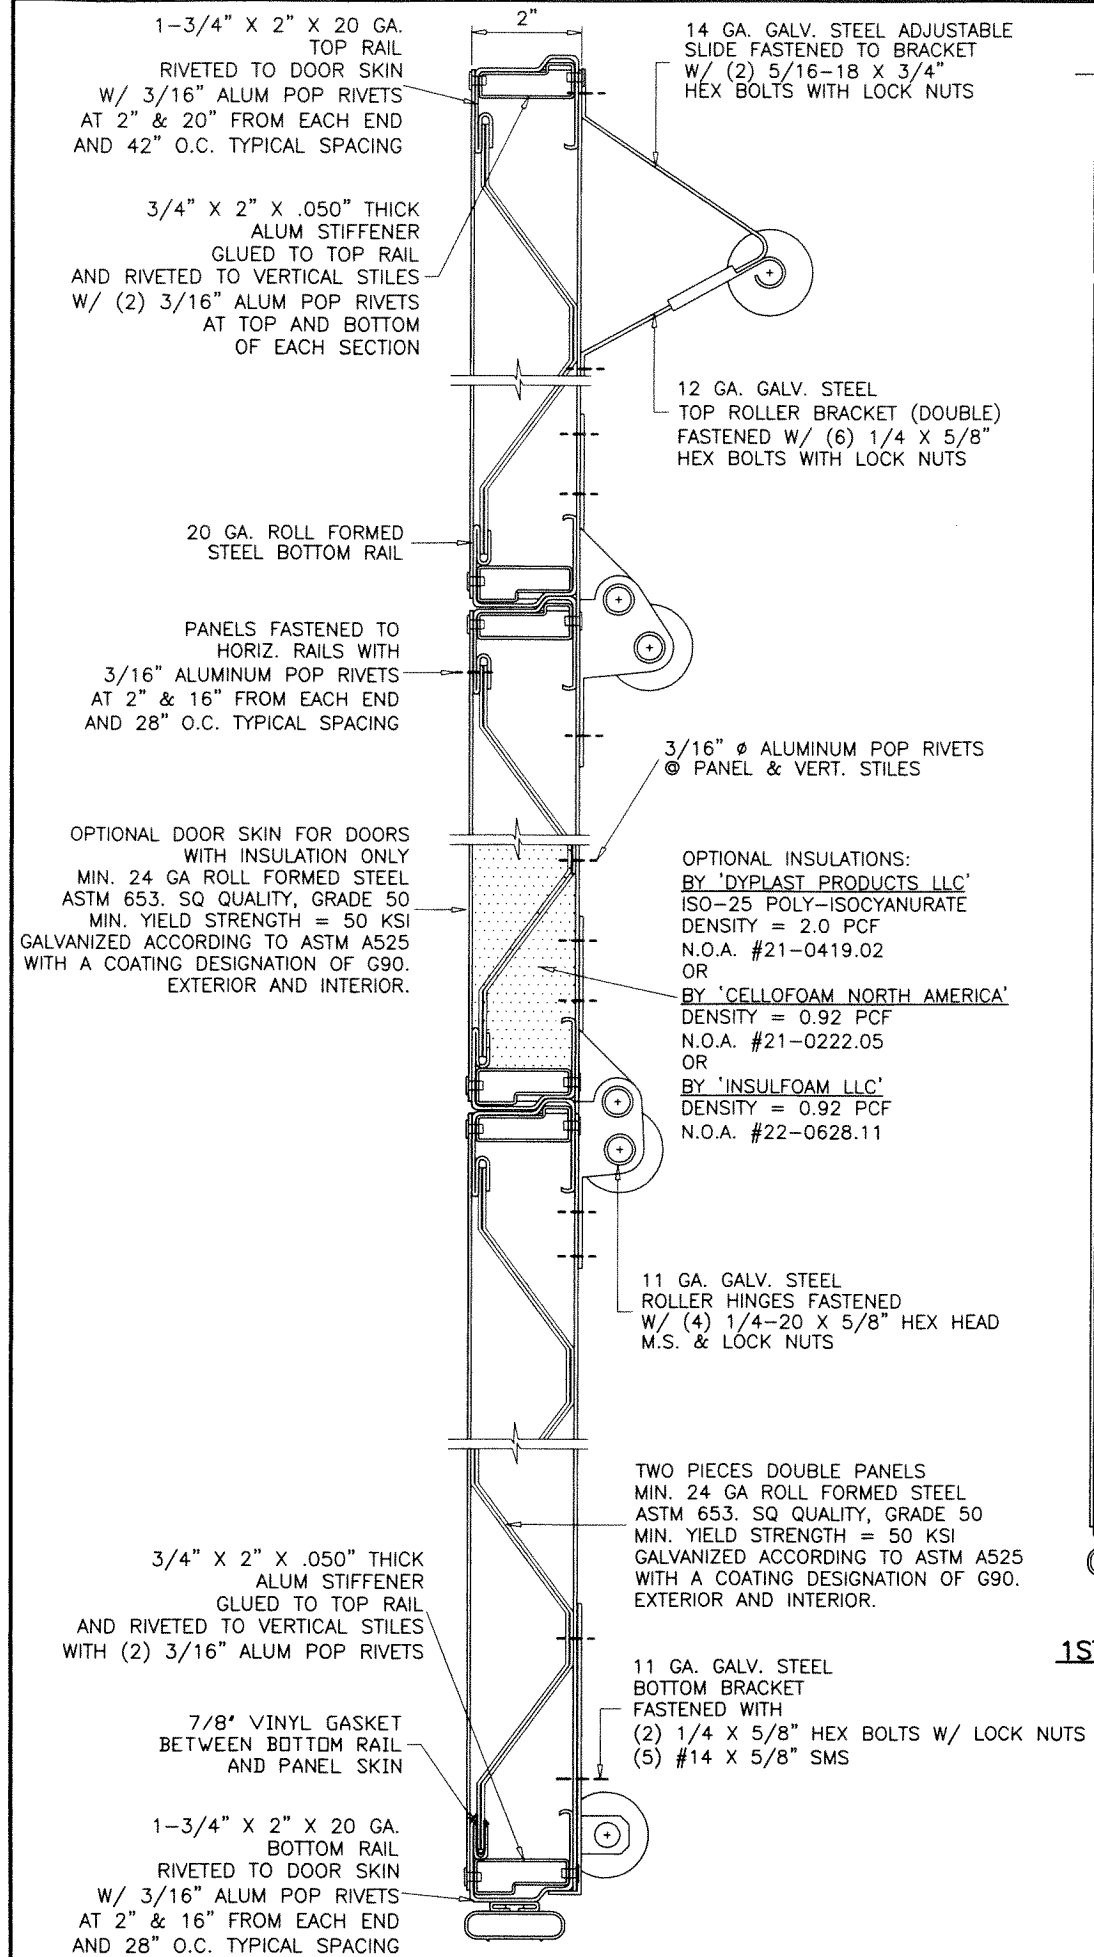 1-3/4" X 2" X 20 GA.
TOP RAIL
RIVETED TO DOOR SKIN
W/ 3/16" ALUM POP RIVETS
AT 2" & 20" FROM EACH END
AND 42" O.C. TYPICAL SPACING
2"
14 GA. GALV. STEEL ADJUSTABLE
SLIDE FASTENED TO BRACKET
W/ (2) 5/16-18 X 3/4"
HEX BOLTS WITH LOCK NUTS
3/4" X 2" X .050" THICK
ALUM STIFFENER
GLUED TO TOP RAIL
AND RIVETED TO VERTICAL STILES
W/ (2) 3/16" ALUM POP RIVETS
AT TOP AND BOTTOM
OF EACH SECTION
12 GA. GALV. STEEL
TOP ROLLER BRACKET (DOUBLE)
FASTENED W/ (6) 1/4 X 5/8"
HEX BOLTS WITH LOCK NUTS
20 GA. ROLL FORMED
STEEL BOTTOM RAIL
PANELS FASTENED TO
HORIZ. RAILS WITH
3/16" ALUMINUM POP RIVETS
AT 2" & 16" FROM EACH END
AND 28" O.C. TYPICAL SPACING
3/16" ø ALUMINUM POP RIVETS
@ PANEL & VERT. STILES
OPTIONAL DOOR SKIN FOR DOORS
WITH INSULATION ONLY
MIN. 24 GA ROLL FORMED STEEL
ASTM 653. SQ QUALITY, GRADE 50
MIN. YIELD STRENGTH = 50 KSI
GALVANIZED ACCORDING TO ASTM A525
WITH A COATING DESIGNATION OF G90.
EXTERIOR AND INTERIOR.
OPTIONAL INSULATIONS:
BY 'DYPLAST PRODUCTS LLC'
ISO-25 POLY-ISOCYANURATE
DENSITY = 2.0 PCF
N.O.A. #21-0419.02
OR
BY 'CELLOFOAM NORTH AMERICA'
DENSITY = 0.92 PCF
N.O.A. #21-0222.05
OR
BY 'INSULFOAM LLC'
DENSITY = 0.92 PCF
N.O.A. #22-0628.11
11 GA. GALV. STEEL
ROLLER HINGES FASTENED
W/ (4) 1/4-20 X 5/8" HEX HEAD
M.S. & LOCK NUTS
TWO PIECES DOUBLE PANELS
MIN. 24 GA ROLL FORMED STEEL
ASTM 653. SQ QUALITY, GRADE 50
MIN. YIELD STRENGTH = 50 KSI
GALVANIZED ACCORDING TO ASTM A525
WITH A COATING DESIGNATION OF G90.
EXTERIOR AND INTERIOR.
3/4" X 2" X .050" THICK
ALUM STIFFENER
GLUED TO TOP RAIL
AND RIVETED TO VERTICAL STILES
WITH (2) 3/16" ALUM POP RIVETS
11 GA. GALV. STEEL
BOTTOM BRACKET
FASTENED WITH
(2) 1/4 X 5/8" HEX BOLTS W/ LOCK NUTS
(5) #14 X 5/8" SMS
7/8" VINYL GASKET
BETWEEN BOTTOM RAIL
AND PANEL SKIN
1-3/4" X 2" X 20 GA.
BOTTOM RAIL
RIVETED TO DOOR SKIN
W/ 3/16" ALUM POP RIVETS
AT 2" & 16" FROM EACH END
AND 28" O.C. TYPICAL SPACING